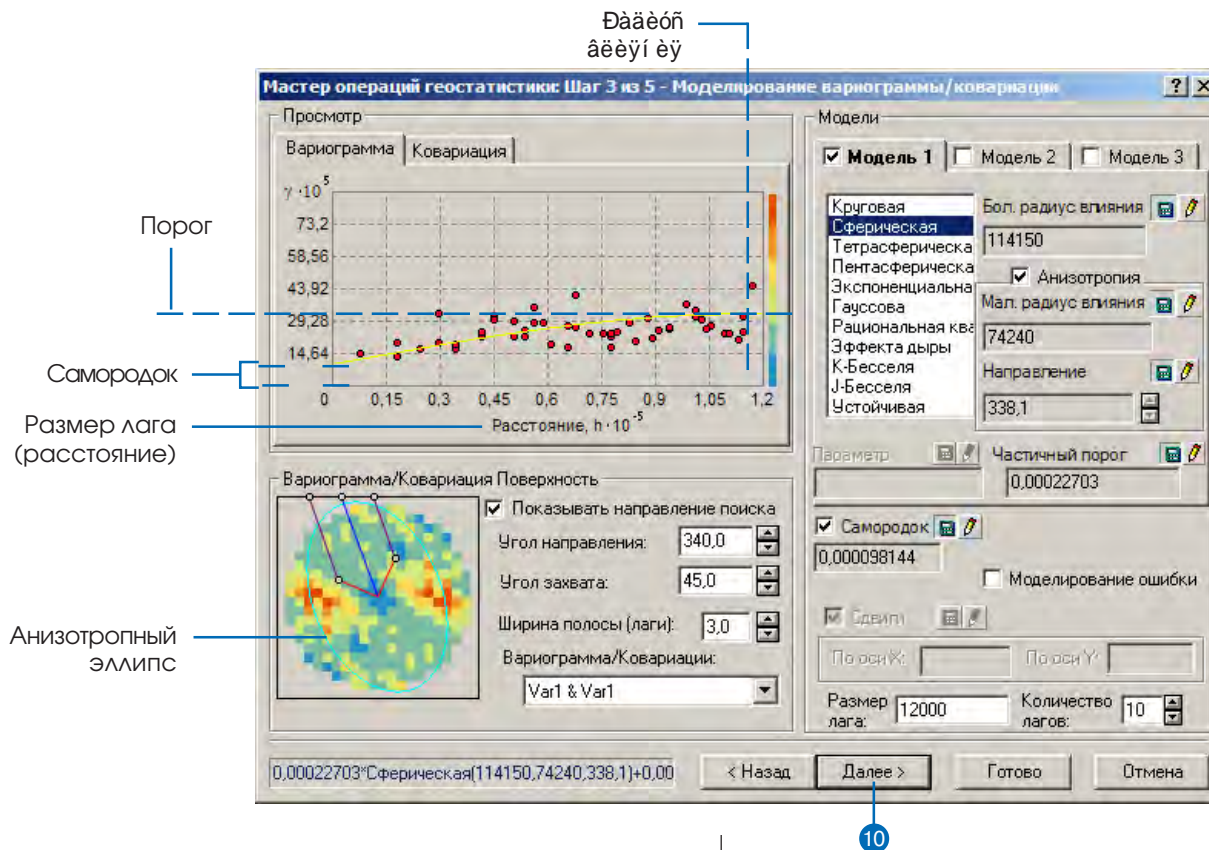 Ðàäèóñ
âëèÿí èÿ
Мастер операций геостатистики: Шаг 3 из 5 - Моделирование вариограммы/ковариации
Просмотр
Вариограмма
Ковариация
γ·10 5
73,2
58,56
43,92
29,28
14,64
0
0,15
0,3
0,45
0,6
0,75
0,9
1,05
1,2
Расстояние, h·10 -5
Порог
Самородок
Размер лага
(расстояние)
Модели
Модель 1
Модель 2
Модель 3
Круговая
Сферическая
Тетрасферическа
Пентасферическа
Экспоненциальна
Гауссова
Рациональная ква
Эффекта дыры
К-Бесселя
J-Бесселя
Устойчивая
Бол. радиус влияния
114150
Анизотропия
Мал. радиус влияния
74240
Направление
338,1
Параметр
Частичный порог
0,00022703
Самородок
0,000098144
Моделирование ошибки
Сдвиги
По оси X:
По оси Y:
Размер
лага:
12000
Количество
лагов:
10
Вариограмма/Ковариация Поверхность
Показывать направление поиска
Угол направления:
340,0
Угол захвата:
45,0
Ширина полосы (лаги):
3,0
Вариограмма/Ковариации:
Var1 & Var1
Анизотропный
эллипс
0,00022703*Сферическая(114150,74240,338,1)+0,00
< Назад
Далее >
Готово
Отмена
10